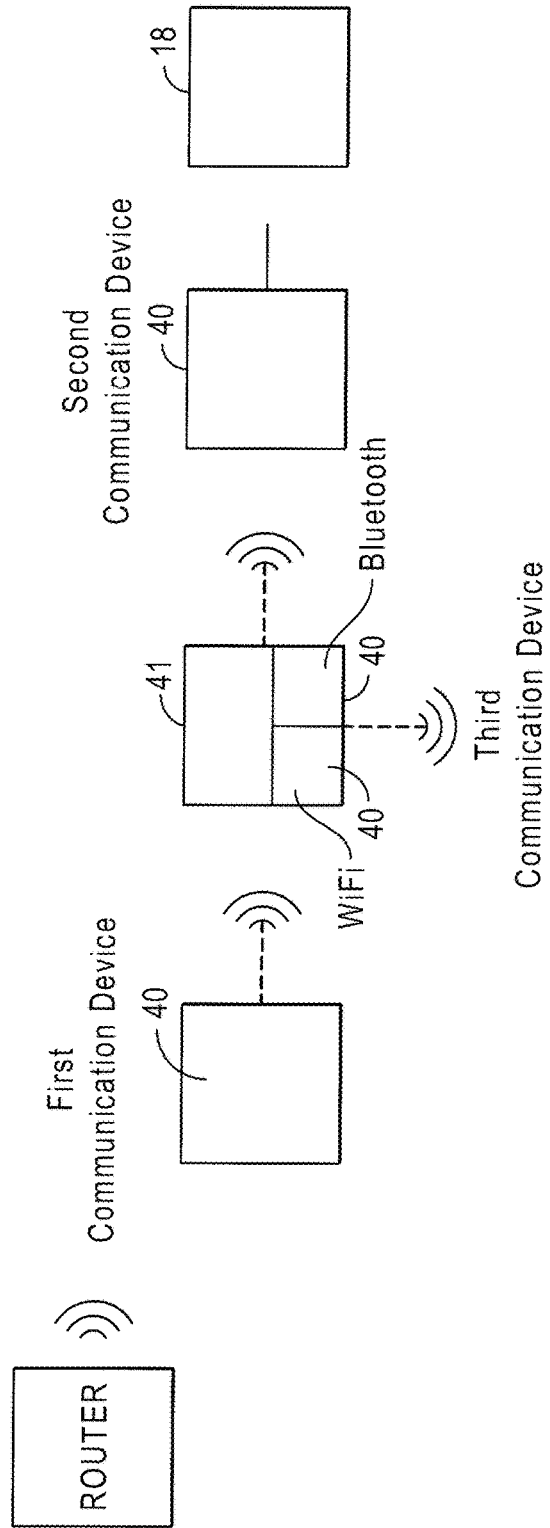 ROUTER
First
Communication Device
40
WiFi
41
40
40
Bluetooth
Third
Communication Device
Second
Communication Device
40
18